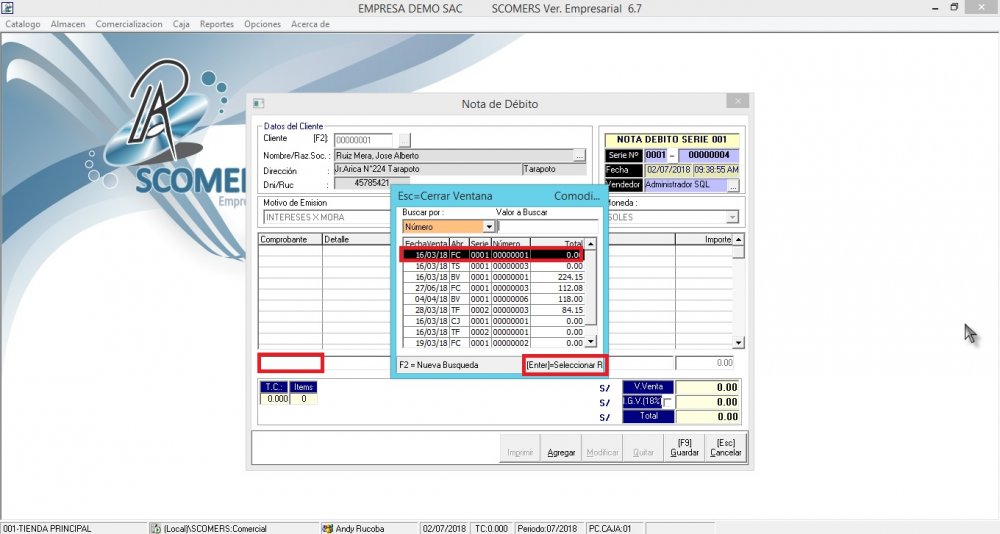 EMPRESA DEMO SAC SCOMERS Ver. Empresarial 6.7
Catalogo Almacen Comercializacion Caja Reportes Opciones Acerca de
Nota de Débito
Datos del Cliente
Cliente [F2]: 00000001 ...
Nombre/Raz.Soc. : Ruiz Mera, Jose Alberto ...
Dirección : Jr.Arica N°224 Tarapoto Tarapoto
Dni/Ruc : 45785421
NOTA DEBITO SERIE 001
Serie Nº 0001 - 00000004
Fecha 02/07/2018 09:38:55 AM
Vendedor Administrador SQL ...
SCOMER
Empre
Motivo de Emision
INTERESES X MORA
Moneda :
SOLES
Comprobante Detalle Importe
Esc=Cerrar Ventana Comodi...
Buscar por : Valor a Buscar
Número
FechaVenta Abr. Serie Número Total
16/03/18 FC 0001 00000001 0.00
16/03/18 TS 0001 00000003 0.00
16/03/18 BV 0001 00000001 224.15
27/06/18 FC 0001 00000003 112.08
04/04/18 BV 0001 00000006 118.00
28/03/18 TF 0002 00000003 84.15
16/03/18 CJ 0001 00000001 0.00
16/03/18 TF 0002 00000001 0.00
19/03/18 FC 0001 00000002 0.00
F2 = Nueva Busqueda [Enter]=Seleccionar R
0.00
T.C.: Items
0.000 0
S/ V.Venta 0.00
S/ I.G.V.(18%) 0.00
S/ Total 0.00
Imprimir Agregar Modificar Quitar [F9] Guardar [Esc] Cancelar
001-TIENDA PRINCIPAL (Local)\SCOMERS:Comercial Andy Rucoba 02/07/2018 TC:0.000 Periodo:07/2018 PC.CAJA:01